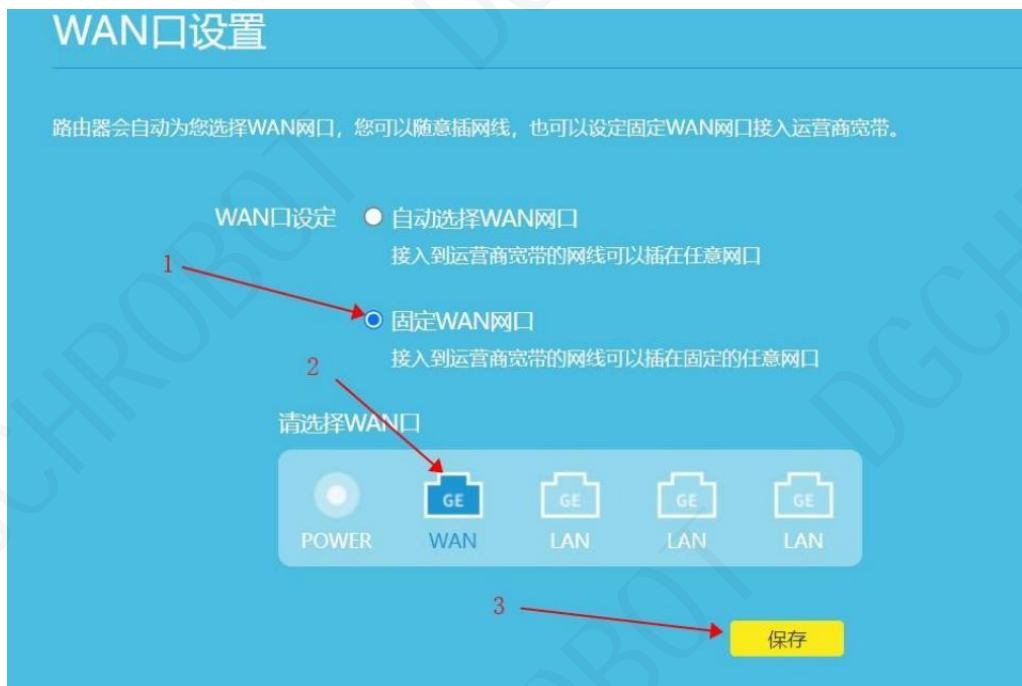 WAN口设置
路由器会自动为您选择WAN网口，您可以随意插网线，也可以设定固定WAN网口接入运营商宽带。
WAN口设定 自动选择WAN网口
接入到运营商宽带的网线可以插在任意网口
1
固定WAN网口
接入到运营商宽带的网线可以插在固定的任意网口
2
请选择WAN口
GE GE GE GE
POWER WAN LAN LAN LAN
3
保存
DGCHROBOT